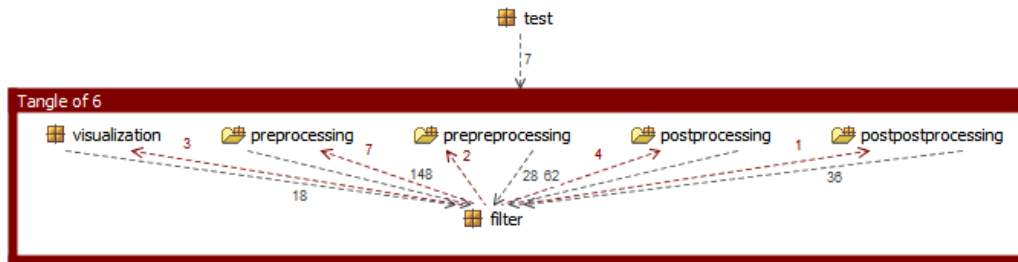 test
7
Tangle of 6
visualization
preprocessing
prepreprocessing
postprocessing
postpostprocessing
3
7
2
4
1
148
28
62
36
18
filter